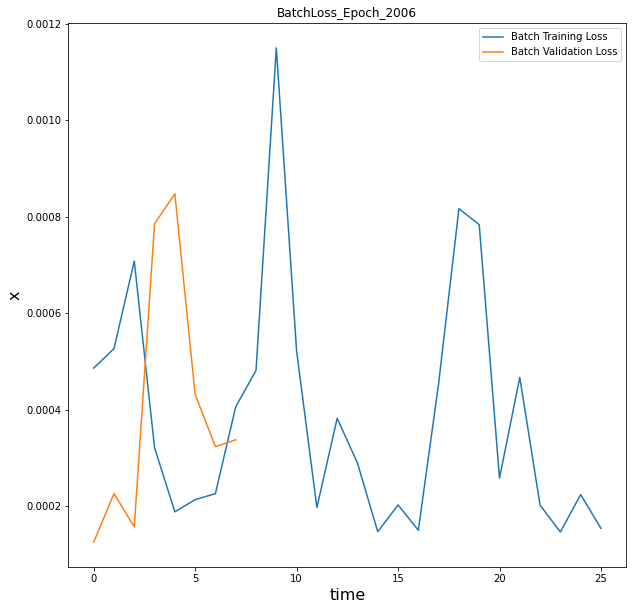 BatchLoss_Epoch_2006
Batch Training Loss
Batch Validation Loss
0.0012
0.0010
0.0008
0.0006
0.0004
0.0002
x
0 5 10 15 20 25
time